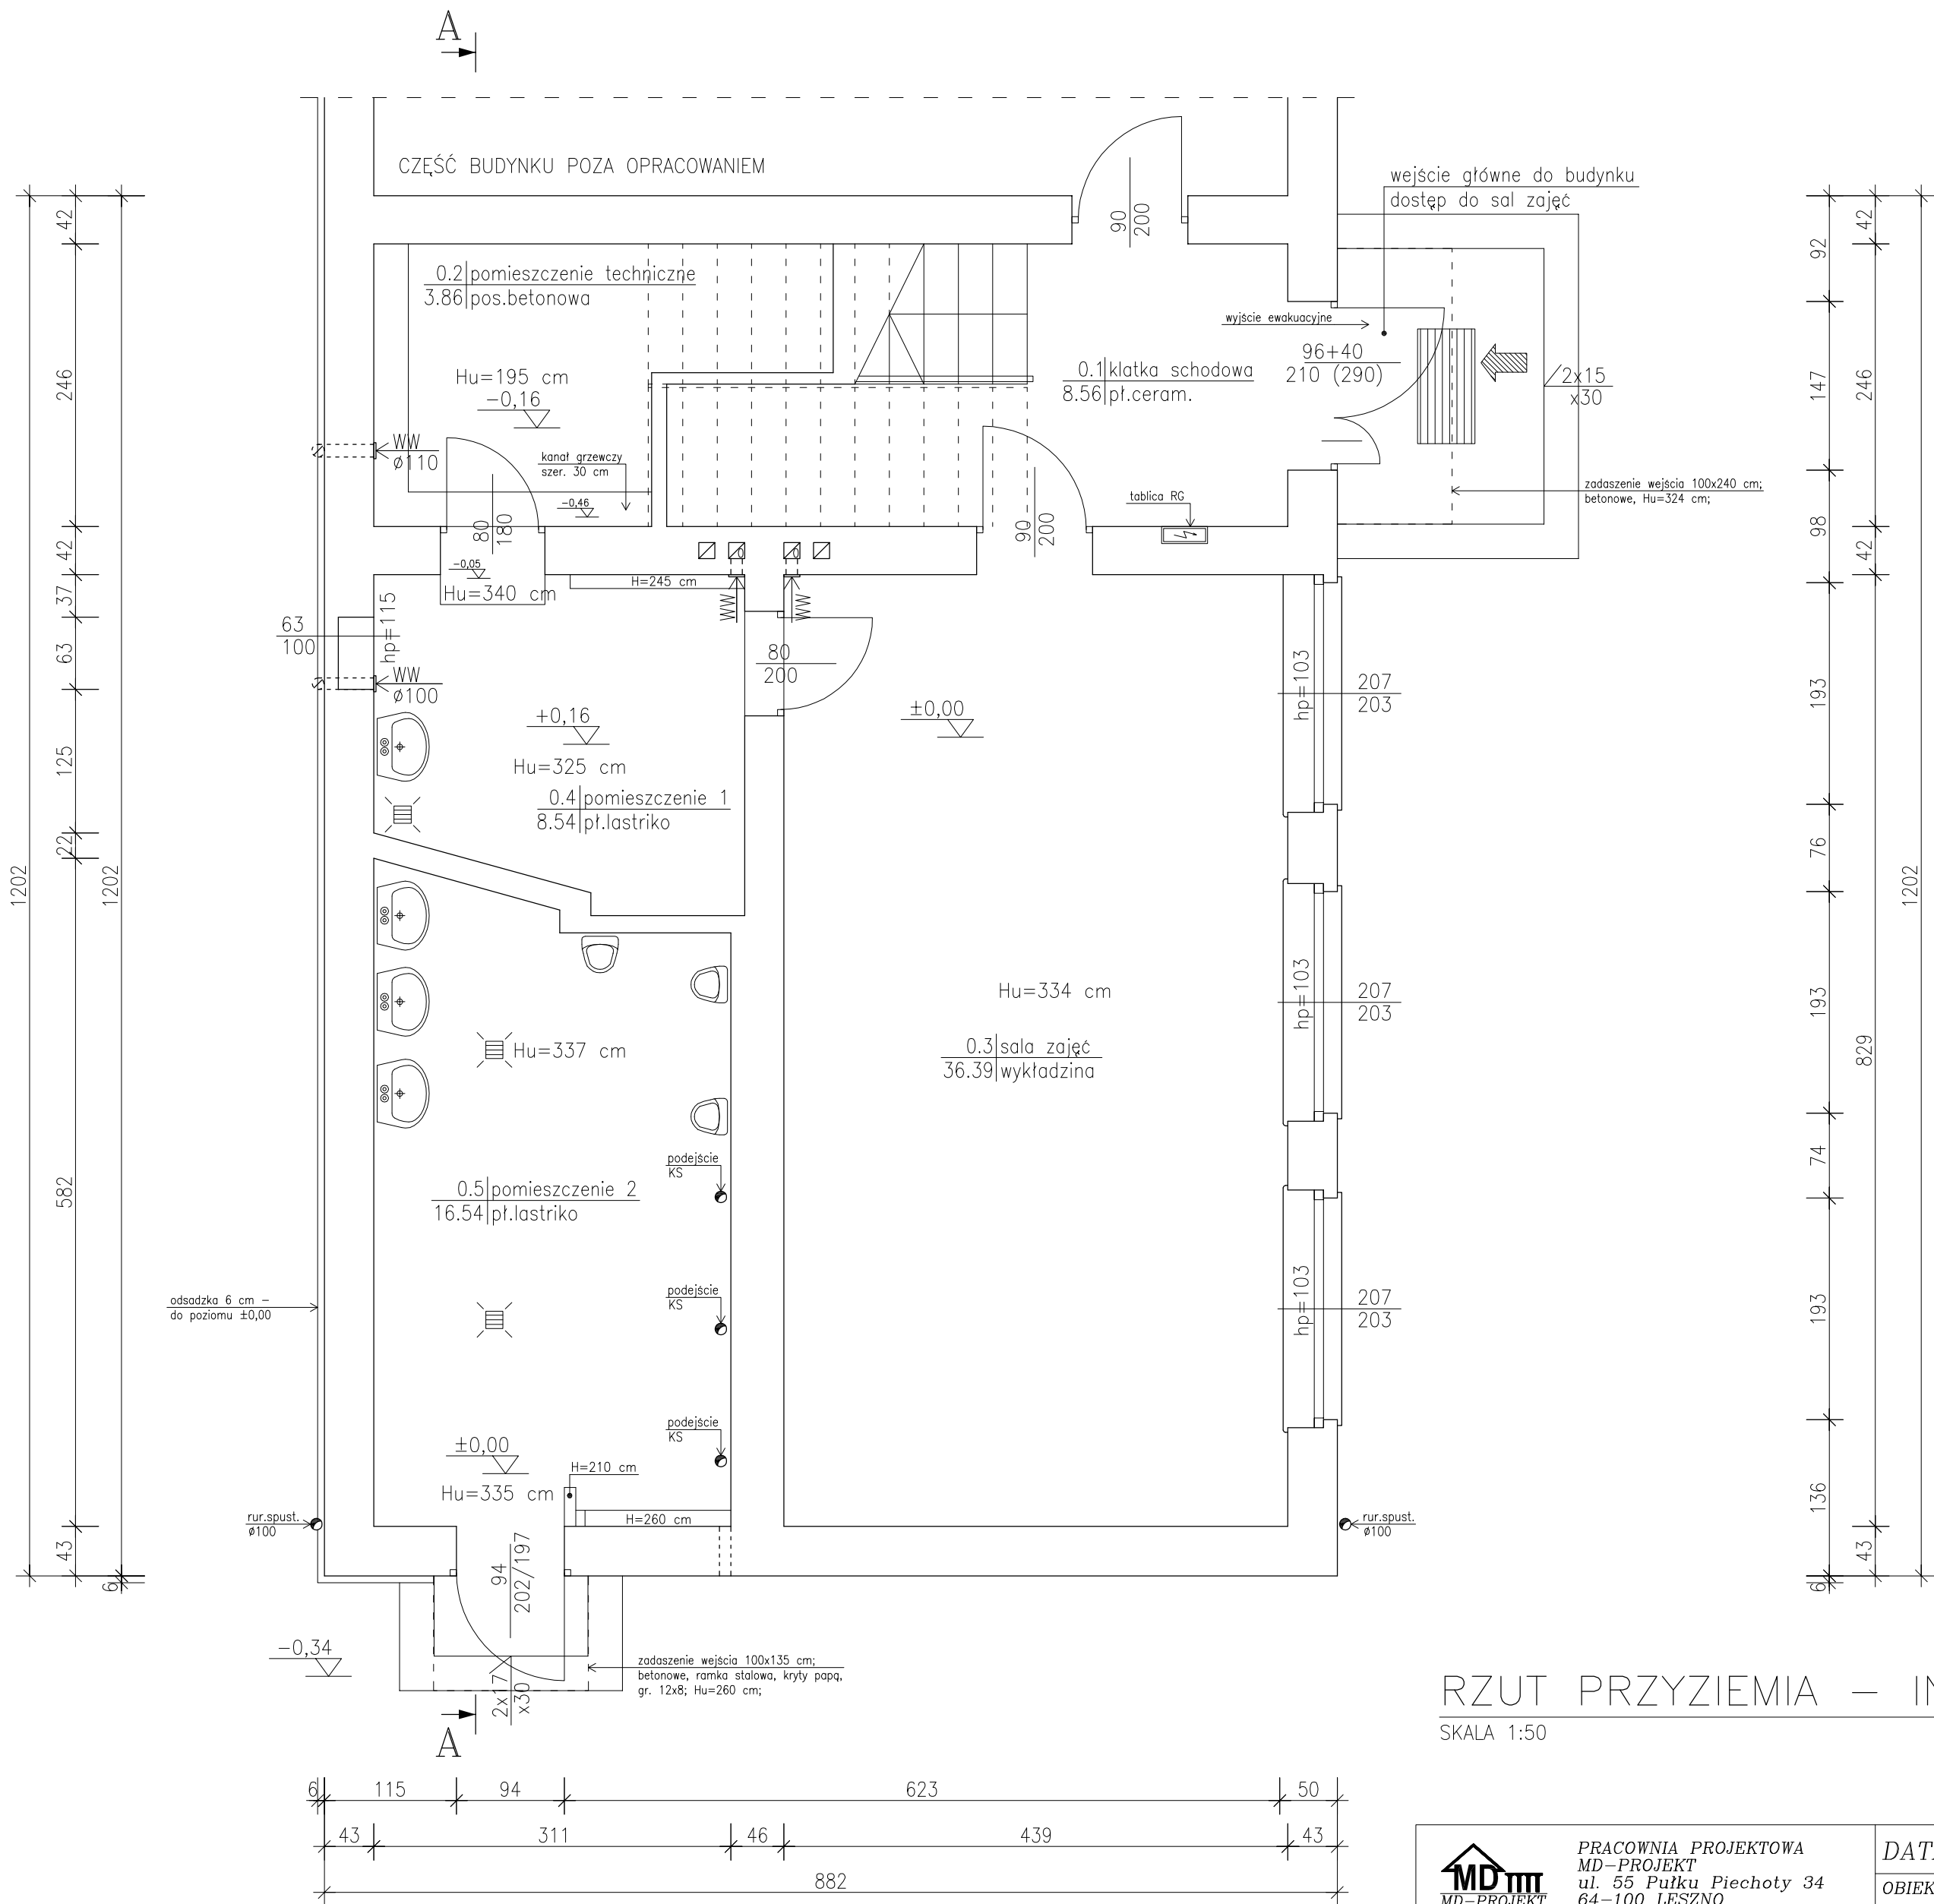 A
CZĘŚĆ BUDYNKU POZA OPRACOWANIEM
90
200
wejście główne do budynku
dostęp do sal zajęć
0.2 pomieszczenie techniczne
3.86 pos.betonowa
Hu=195 cm
-0,16
WW
ø110
kanał grzewczy
szer. 30 cm
-0,46
80
180
wyjście ewakuacyjne
96+40
210 (290)
0.1 klatka schodowa
8.56 pł.ceram.
2x15
x30
zadaszenie wejścia 100x240 cm;
betonowe, Hu=324 cm;
tablica RG
90
200
-0,05
Hu=340 cm
H=245 cm
WW
WW
63
100
hp=115
WW
ø100
80
200
+0,16
Hu=325 cm
0.4 pomieszczenie 1
8.54 pł.lastriko
±0,00
hp=103
207
203
Hu=334 cm
0.3 sala zajęć
36.39 wykładzina
hp=103
207
203
Hu=337 cm
podejście
KS
0.5 pomieszczenie 2
16.54 pł.lastriko
podejście
KS
hp=103
207
203
odsadzka 6 cm -
do poziomu ±0,00
podejście
KS
±0,00
Hu=335 cm
H=210 cm
H=260 cm
rur.spust.
ø100
rur.spust.
ø100
94
202/197
-0,34
2x17
x30
zadaszenie wejścia 100x135 cm;
betonowe, ramka stalowa, kryty papą,
gr. 12x8; Hu=260 cm;
A
1202
42
246
42
37
63
125
22
582
43
1202
6
92
147
98
193
76
193
74
193
136
6
42
246
42
829
43
1202
6
115
94
623
50
43
311
46
439
43
882
RZUT PRZYZIEMIA – IN
SKALA 1:50
MD
MD-PROJEKT
PRACOWNIA PROJEKTOWA
MD-PROJEKT
ul. 55 Pułku Piechoty 34
64-100 LESZNO
DAT
OBIEK